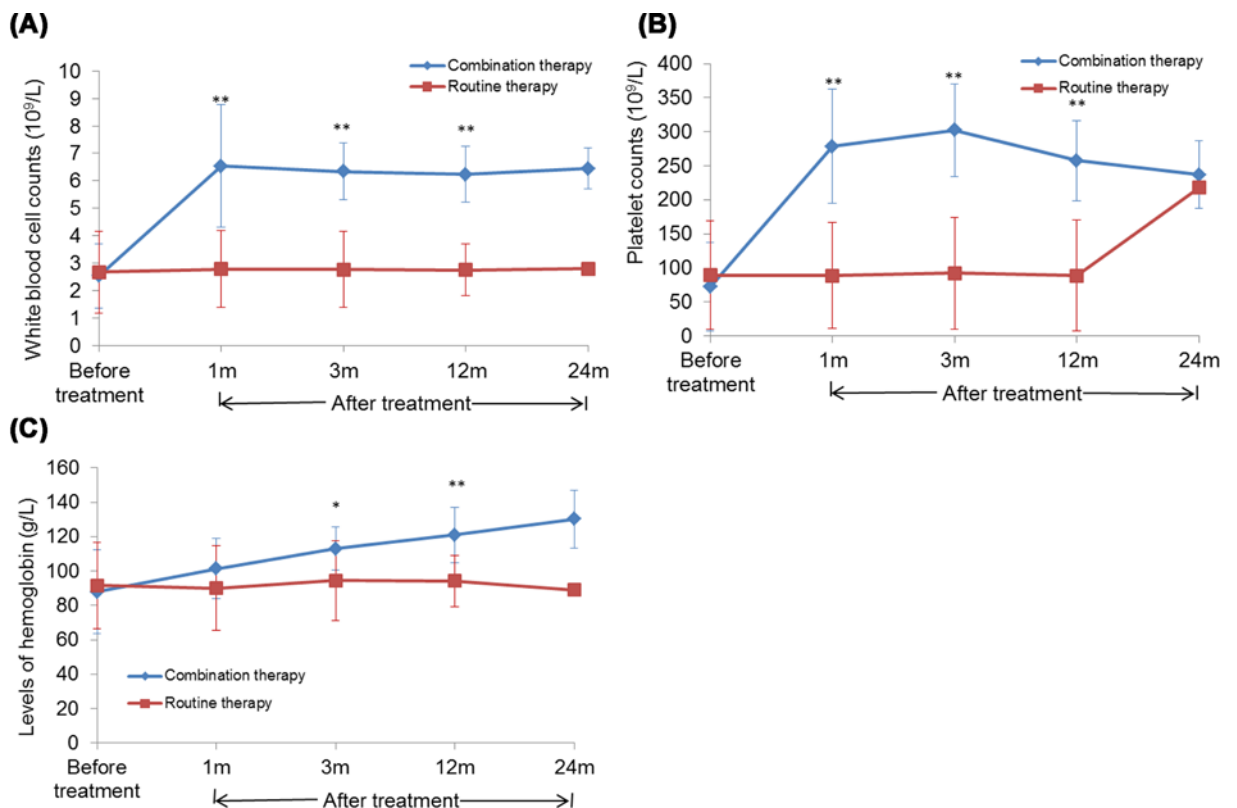 (A)
White blood cell counts (10⁹/L)
10
9
8
7
6
5
4
3
2
1
0
Combination therapy
Routine therapy
**
**
**
Before
treatment
1m
3m
12m
24m
After treatment
(B)
Platelet counts (10⁹/L)
400
350
300
250
200
150
100
50
0
Combination therapy
Routine therapy
**
**
**
Before
treatment
1m
3m
12m
24m
After treatment
(C)
Levels of hemoglobin (g/L)
160
140
120
100
80
60
40
20
0
*
**
Combination therapy
Routine therapy
Before
treatment
1m
3m
12m
24m
After treatment